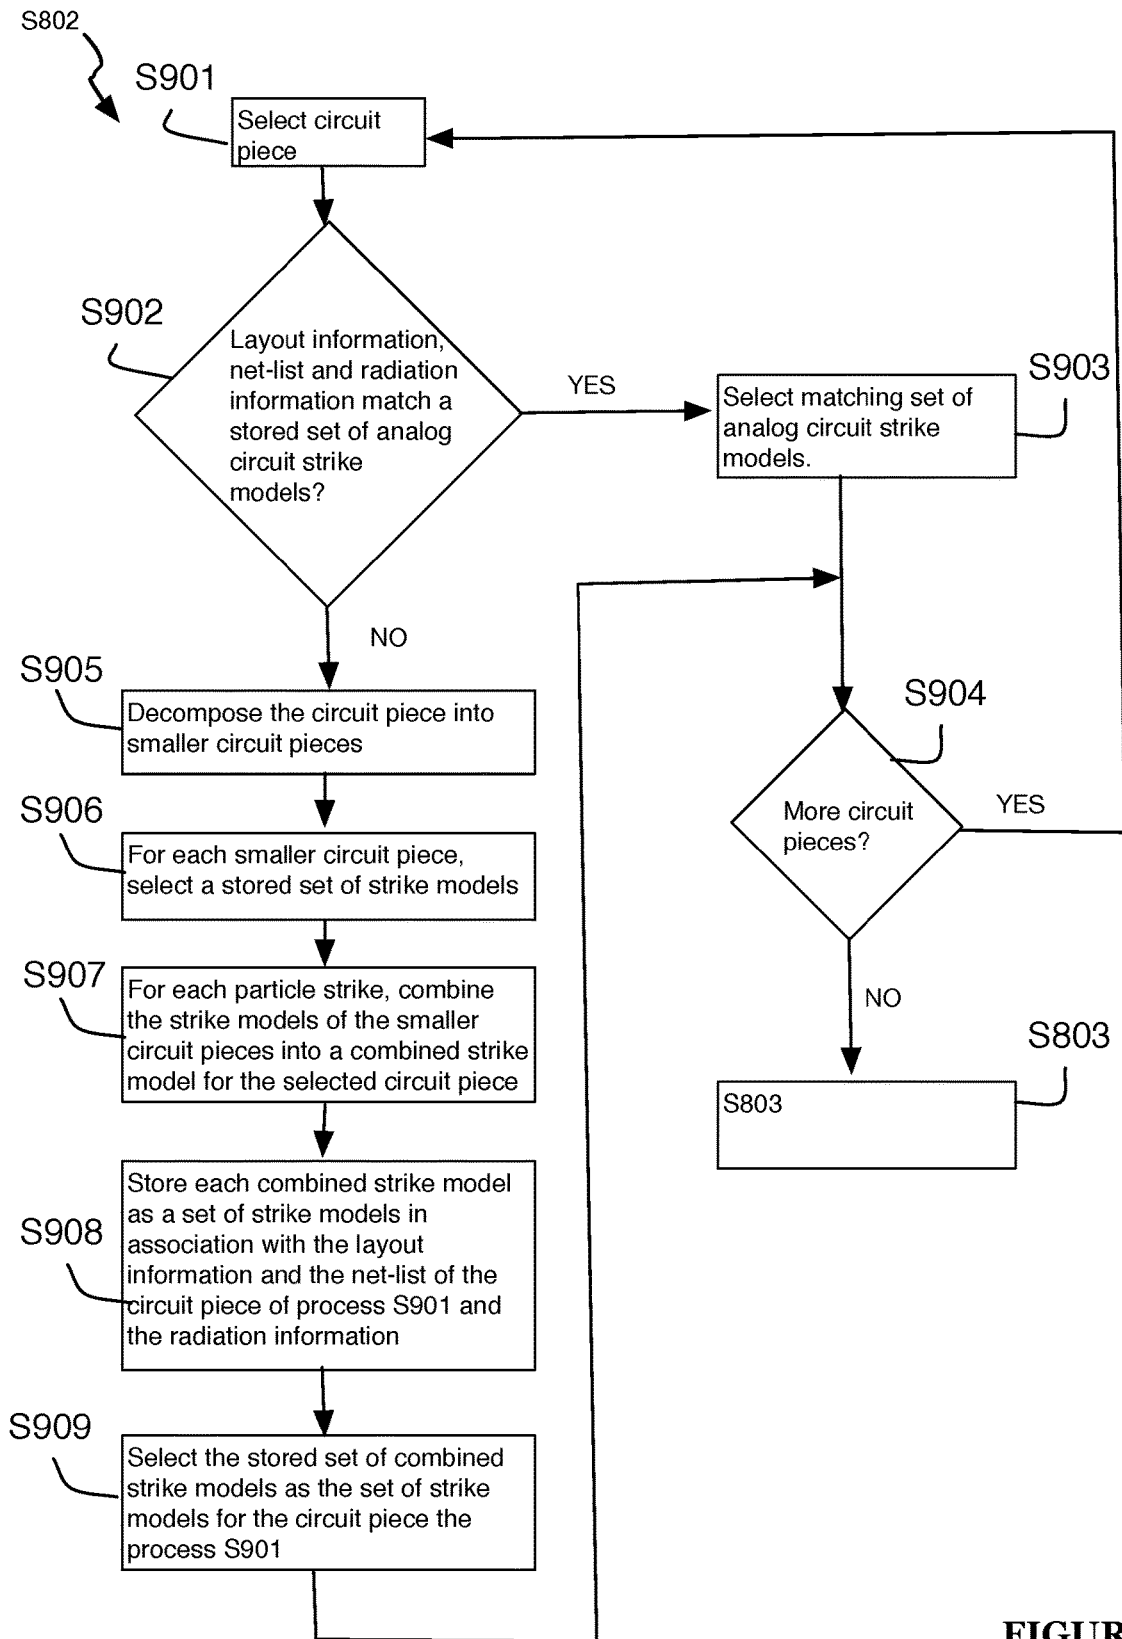 S802
S901
Select circuit
piece
S902
Layout information,
net-list and radiation
information match a
stored set of analog
circuit strike
models?
YES
S903
Select matching set of
analog circuit strike
models.
NO
S905
Decompose the circuit piece into
smaller circuit pieces
S904
More circuit
pieces?
YES
S906
For each smaller circuit piece,
select a stored set of strike models
S907
For each particle strike, combine
the strike models of the smaller
circuit pieces into a combined strike
model for the selected circuit piece
NO
S803
S803
S908
Store each combined strike model
as a set of strike models in
association with the layout
information and the net-list of the
circuit piece of process S901 and
the radiation information
S909
Select the stored set of combined
strike models as the set of strike
models for the circuit piece the
process S901
FIGUR